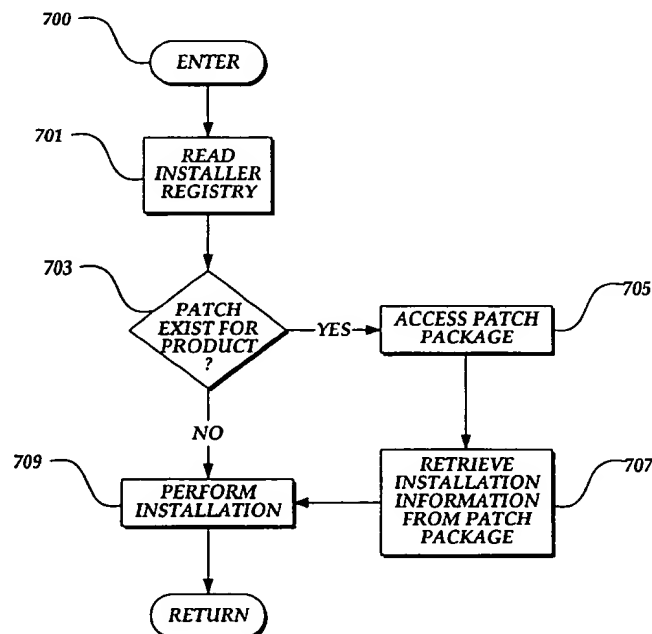 700
ENTER
701
READ
INSTALLER
REGISTRY
703
PATCH
EXIST FOR
PRODUCT
?
YES
705
ACCESS PATCH
PACKAGE
NO
707
RETRIEVE
INSTALLATION
INFORMATION
FROM PATCH
PACKAGE
709
PERFORM
INSTALLATION
RETURN